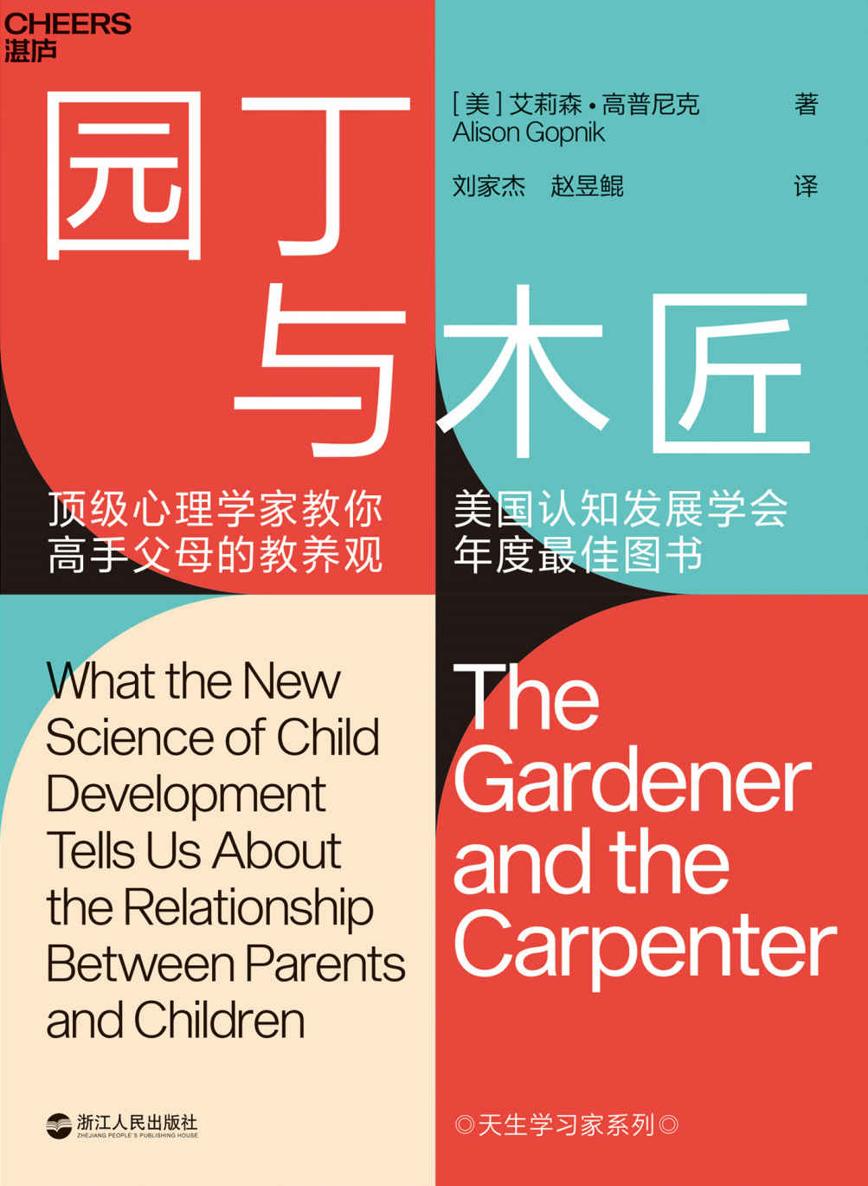 CHEERS
湛庐
[美]艾莉森·高普尼克 著
Alison Gopnik
刘家杰 赵昱鲲 译
园丁
与木匠
顶级心理学家教你
高手父母的教养观
美国认知发展学会
年度最佳图书
What the New
Science of Child
Development
Tells Us About
the Relationship
Between Parents
and Children
The
Gardener
and the
Carpenter
浙江人民出版社
ZHEJIANG PEOPLE'S PUBLISHING HOUSE
◎天生学习家系列◎